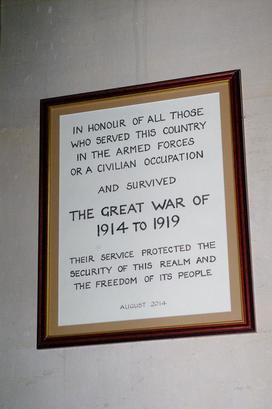 IN HONOUR OF ALL THOSE
WHO SERVED THIS COUNTRY
IN THE ARMED FORCES
OR A CIVILIAN OCCUPATION
AND SURVIVED
THE GREAT WAR OF
1914 TO 1919
THEIR SERVICE PROTECTED THE
SECURITY OF THIS REALM AND
THE FREEDOM OF ITS PEOPLE
AUGUST 2014